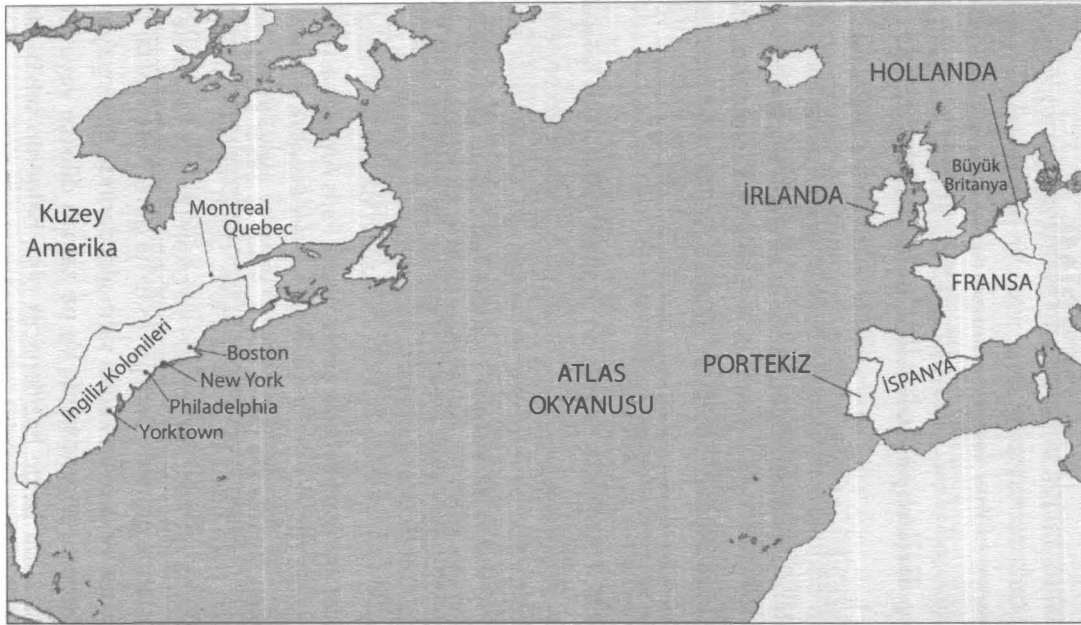 HOLLANDA
Büyük
Britanya
İRLANDA
Kuzey
Amerika
Montreal
Quebec
FRANSA
İngiliz Kolonileri
Boston
New York
Philadelphia
Yorktown
ATLAS
OKYANUSU
PORTEKİZ
İSPANYA